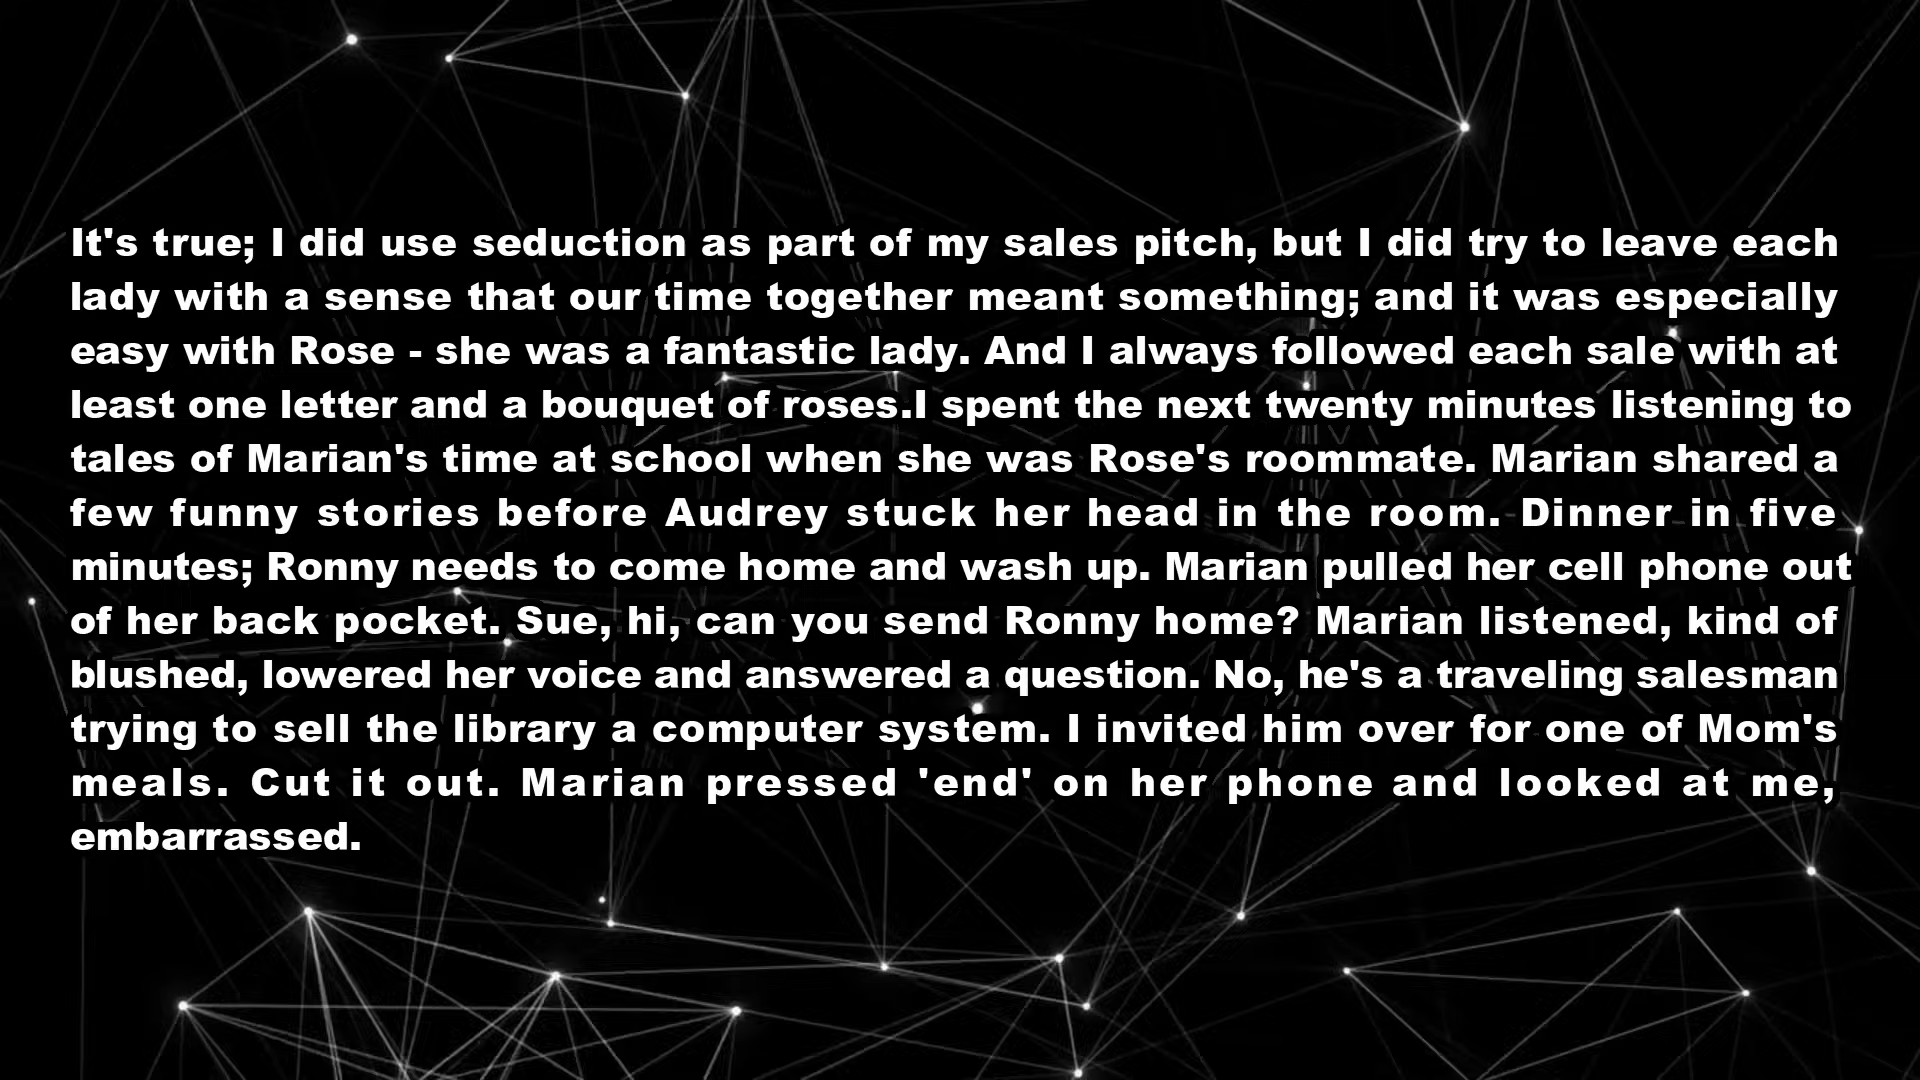 It's true; I did use seduction as part of my sales pitch, but I did try to leave each
lady with a sense that our time together meant something; and it was especially
easy with Rose - she was a fantastic lady. And I always followed each sale with at
least one letter and a bouquet of roses.I spent the next twenty minutes listening to
tales of Marian's time at school when she was Rose's roommate. Marian shared a
few funny stories before Audrey stuck her head in the room. Dinner in five
minutes; Ronny needs to come home and wash up. Marian pulled her cell phone out
of her back pocket. Sue, hi, can you send Ronny home? Marian listened, kind of
blushed, lowered her voice and answered a question. No, he's a traveling salesman
trying to sell the library a computer system. I invited him over for one of Mom's
meals. Cut it out. Marian pressed 'end' on her phone and looked at me,
embarrassed.